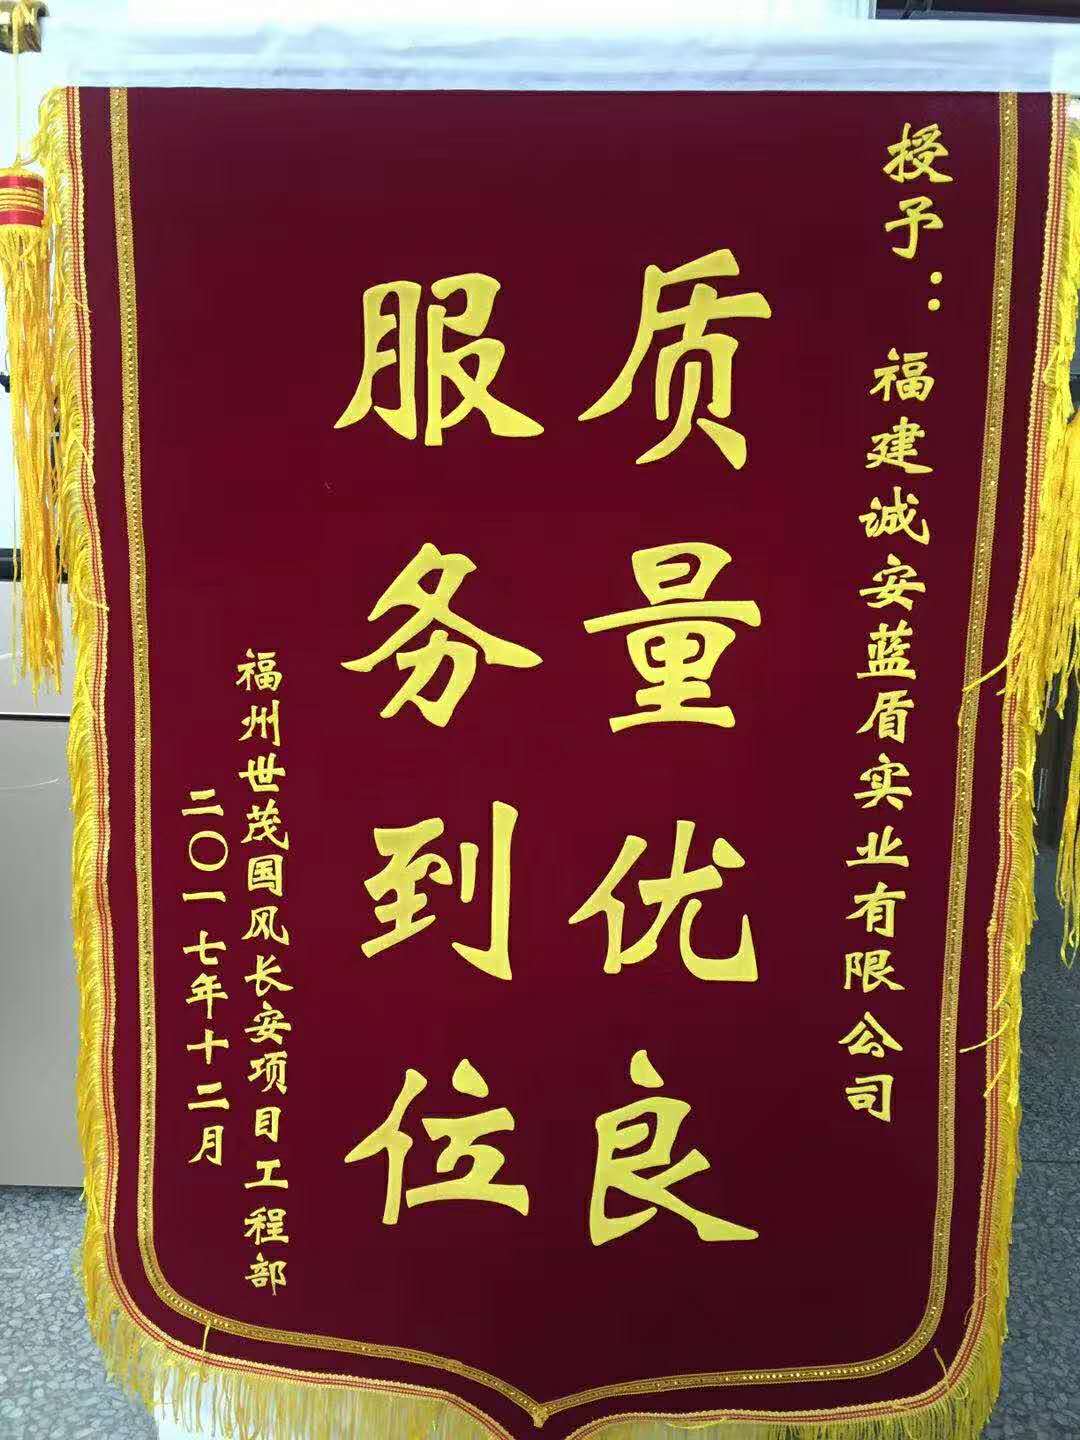 授予：福建诚安蓝盾实业有限公司
质量优良
服务到位
福州世茂国风长安项目工程部
二〇一七年十二月